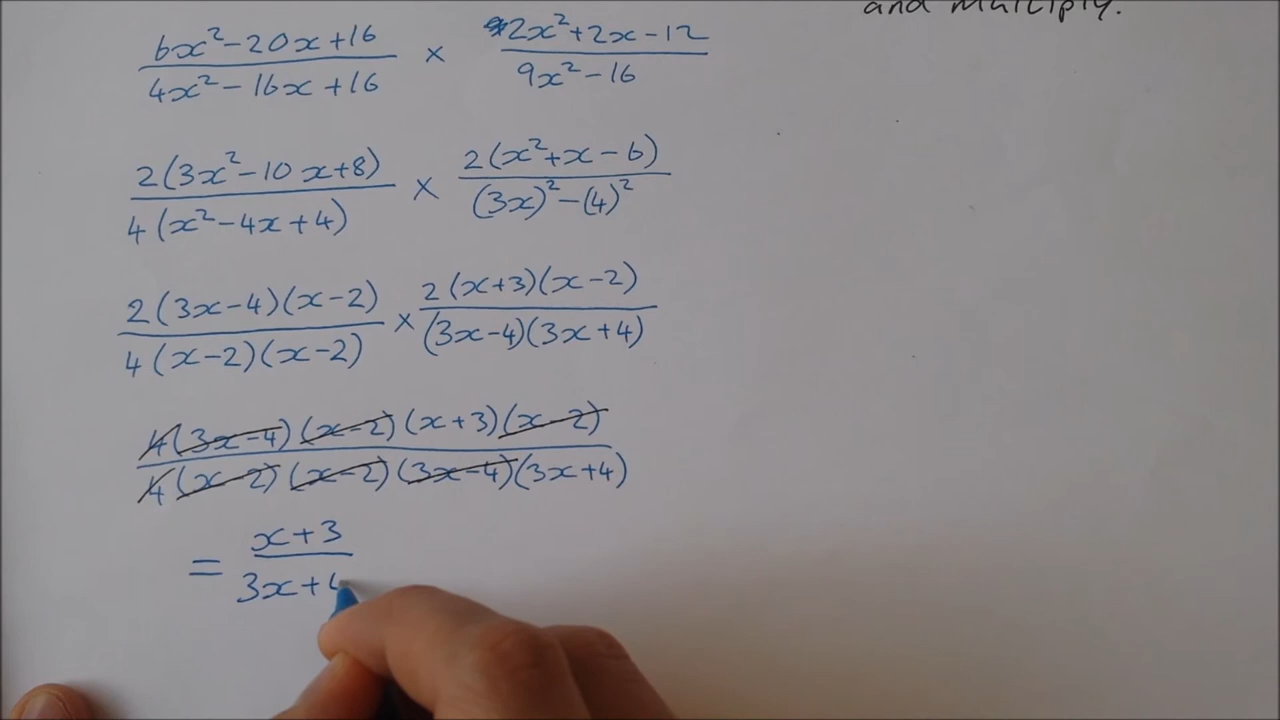 and multiply.
6x²-20x+16 / 4x²-16x+16 × 2x²+2x-12 / 9x²-16
2(3x²-10x+8) / 4(x²-4x+4) × 2(x²+x-6) / (3x)²-(4)²
2(3x-4)(x-2) / 4(x-2)(x-2) × 2(x+3)(x-2) / (3x-4)(3x+4)
4(3x-4)(x-2)(x+3)(x-2) / 4(x-2)(x-2)(3x-4)(3x+4)
= x+3 / 3x+4